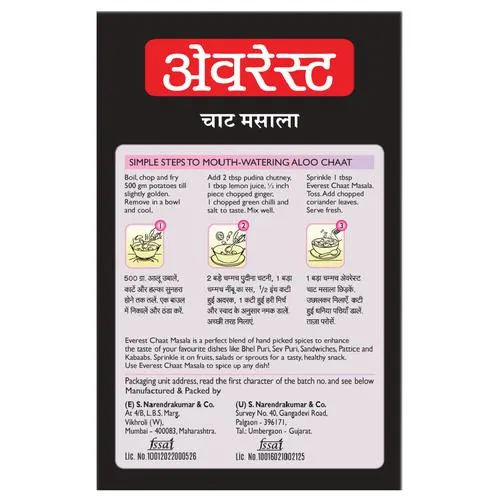 ओवरेस्ट
चाट मसाला
SIMPLE STEPS TO MOUTH-WATERING ALOO CHAAT
Boil, chop and fry
500 gm potatoes till
slightly golden.
Remove in a bowl
and cool.
Add 2 tbsp pudina chutney,
1 tbsp lemon juice, ½ inch
piece chopped ginger,
1 chopped green chilli and
salt to taste. Mix well.
Sprinkle 1 tbsp
Everest Chaat Masala.
Toss. Add chopped
coriander leaves.
Serve fresh.
1
2
3
500 ग्रा. आलू उबालें,
काटें और हल्का सुनहरा
होने तक तलें. एक बाउल
में निकालें और ठंडा करें.
2 बड़े चम्मच पुदीना चटनी, 1 बड़ा
चम्मच नींबू का रस, 1/2 इंच कटी
हुई अदरक, 1 कटी हुई हरी मिर्च
और स्वाद के अनुसार नमक डालें.
अच्छी तरह मिलाएं.
1 बड़ा चम्मच ओवरेस्ट
चाट मसाला छिड़कें.
उछालकर मिलाएँ. कटी
हुई धनिया पत्तियाँ डालें.
ताज़ा परोसें.
Everest Chaat Masala is a perfect blend of hand picked spices to enhance
the taste of your favourite dishes like Bhel Puri, Sev Puri, Sandwiches, Pattice and
Kabaabs. Sprinkle it on fruits, salads or sprouts for a tasty, healthy snack.
Use Everest Chaat Masala to spice up any dish!
Packaging unit address, read the first character of the batch no. and see below
Manufactured & Packed by
(E) S. Narendrakumar & Co.
At 4/B, L.B.S. Marg,
Vikhroli (W),
Mumbai - 400083, Maharashtra.
fssai
Lic. No. 10012022000526
(U) S. Narendrakumar & Co.
Survey No. 40, Gangadevi Road,
Palgaon - 396171,
Tal.: Umbergaon - Gujarat.
fssai
Lic. No. 10016021002125